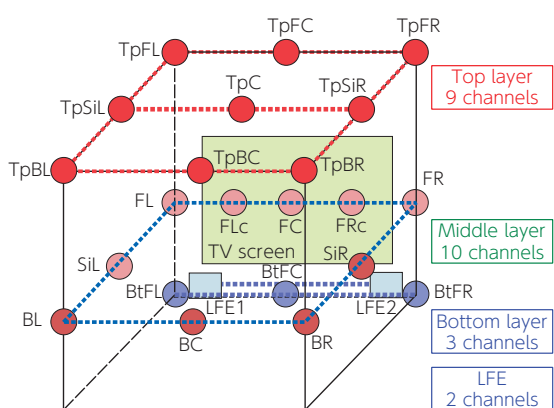 TpFL
TpFC
TpFR
TpSiL
TpC
TpSiR
Top layer
9 channels
TpBL
TpBC
TpBR
FL
FLc
FC
FRc
FR
TV screen
Middle layer
10 channels
SiL
SiR
BtFL
LFE1
BtFC
LFE2
BtFR
BL
BC
BR
Bottom layer
3 channels
LFE
2 channels